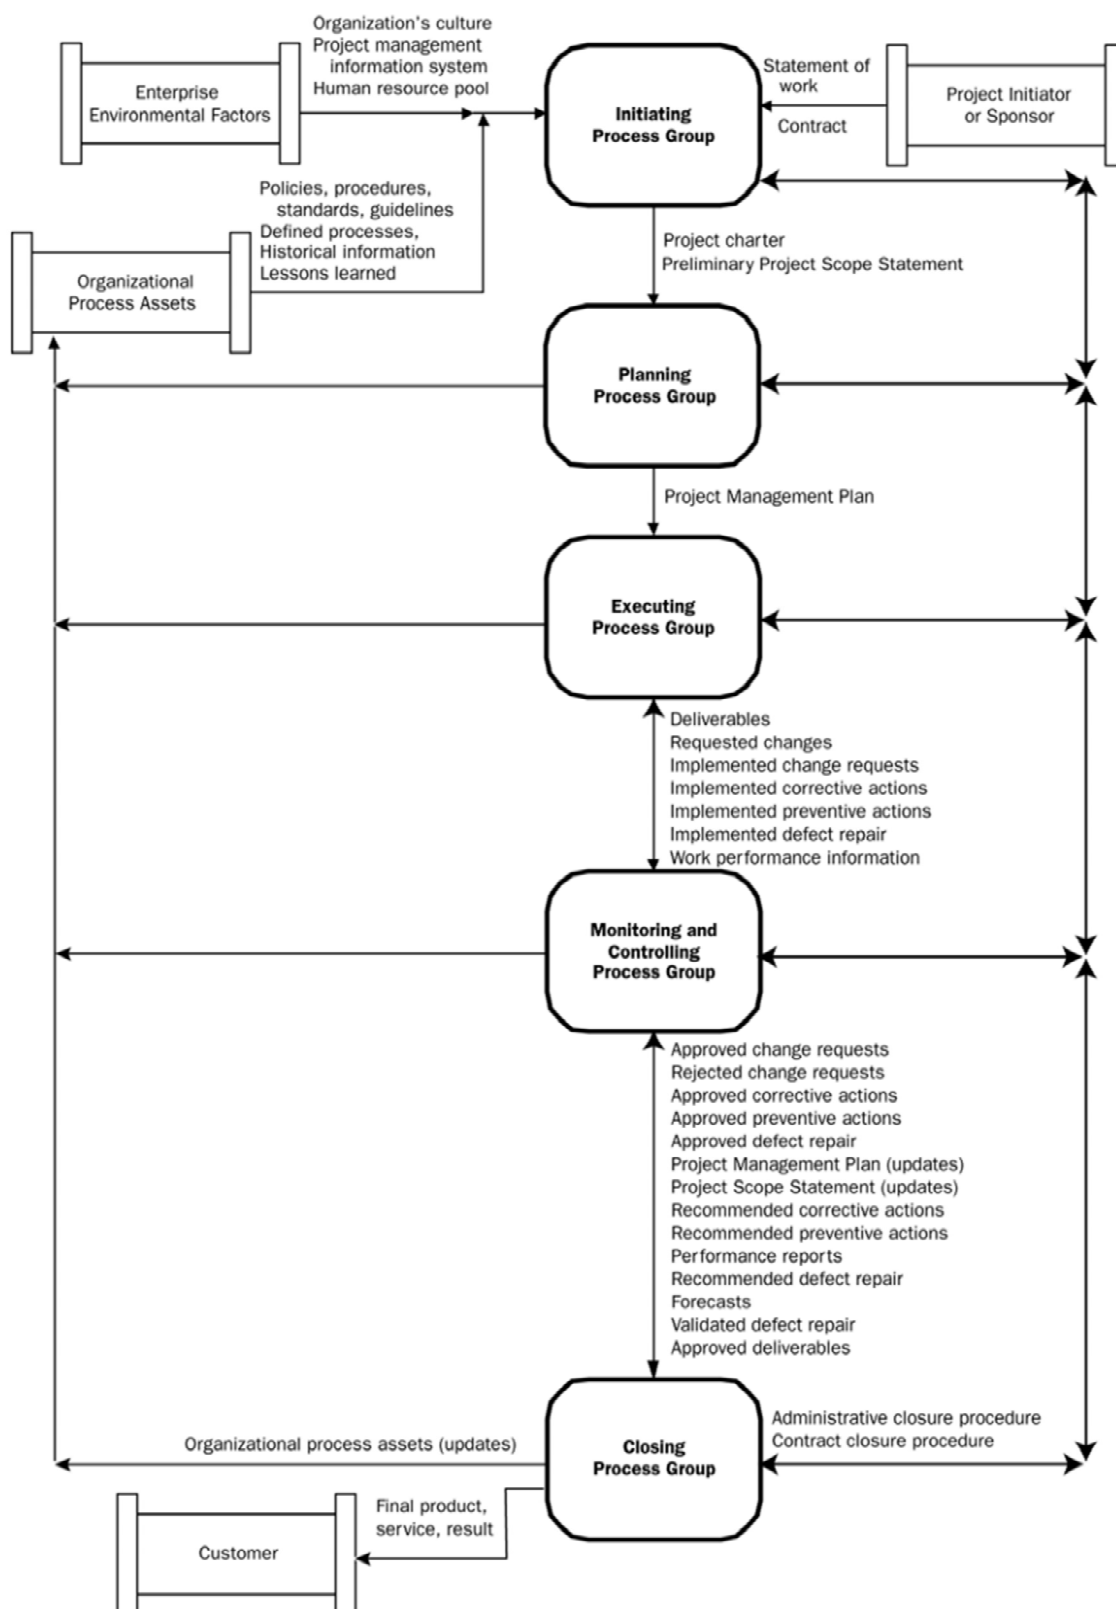 Organization's culture
Project management
information system
Human resource pool
Enterprise
Environmental Factors
Initiating
Process Group
Statement of
work
Contract
Project Initiator
or Sponsor
Policies, procedures,
standards, guidelines
Defined processes,
Historical information
Lessons learned
Organizational
Process Assets
Project charter
Preliminary Project Scope Statement
Planning
Process Group
Project Management Plan
Executing
Process Group
Deliverables
Requested changes
Implemented change requests
Implemented corrective actions
Implemented preventive actions
Implemented defect repair
Work performance information
Monitoring and
Controlling
Process Group
Approved change requests
Rejected change requests
Approved corrective actions
Approved preventive actions
Approved defect repair
Project Management Plan (updates)
Project Scope Statement (updates)
Recommended corrective actions
Recommended preventive actions
Performance reports
Recommended defect repair
Forecasts
Validated defect repair
Approved deliverables
Organizational process assets (updates)
Closing
Process Group
Administrative closure procedure
Contract closure procedure
Final product,
service, result
Customer